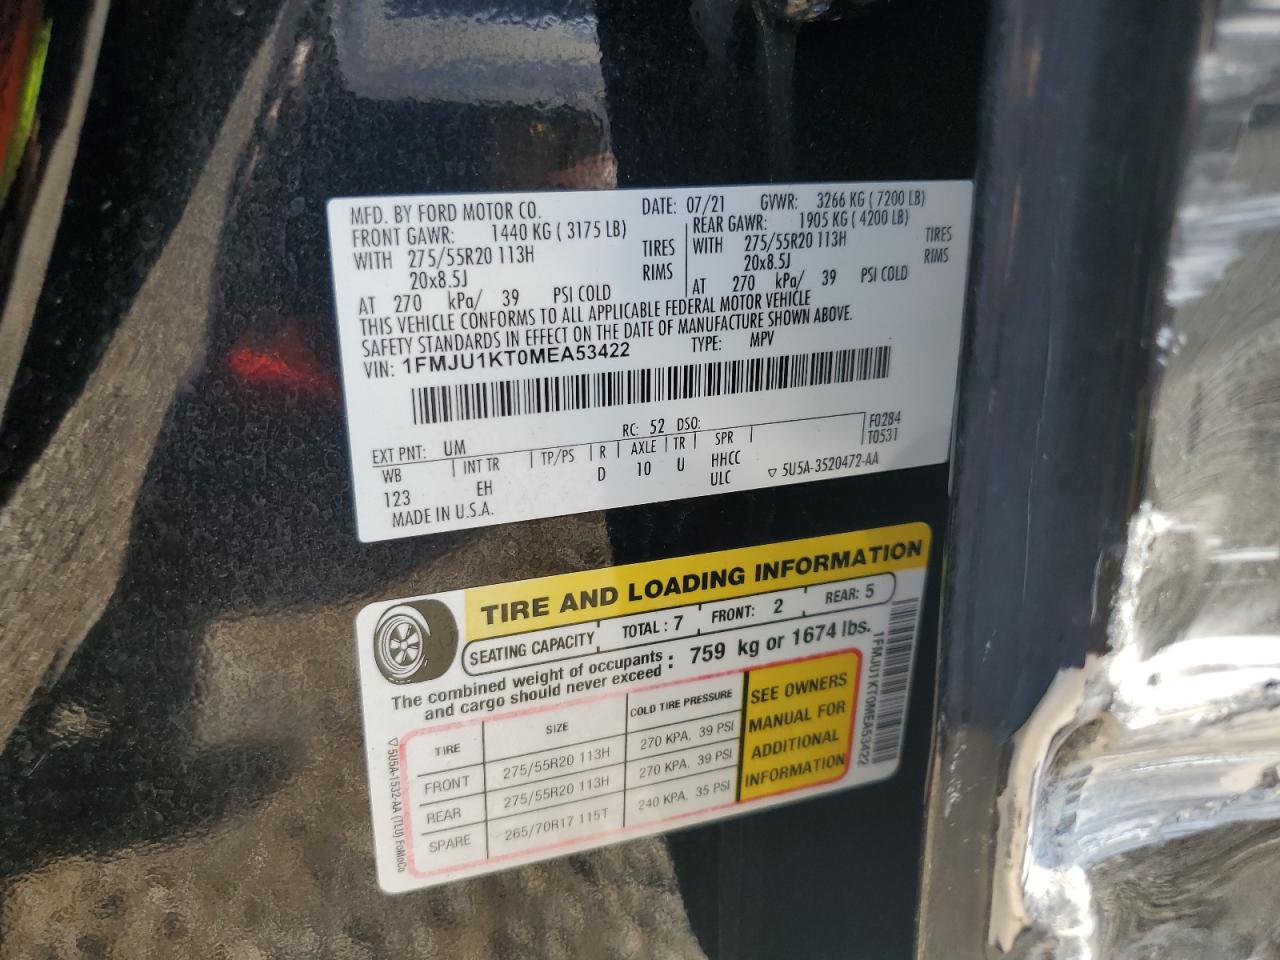 MFD. BY FORD MOTOR CO. DATE: 07/21 GVWR: 3266 KG ( 7200 LB)
FRONT GAWR: 1440 KG ( 3175 LB) REAR GAWR: 1905 KG ( 4200 LB)
WITH 275/55R20 113H TIRES WITH 275/55R20 113H TIRES
20x8.5J RIMS 20x8.5J RIMS
AT 270 kPa/ 39 PSI COLD AT 270 kPa/ 39 PSI COLD
THIS VEHICLE CONFORMS TO ALL APPLICABLE FEDERAL MOTOR VEHICLE
SAFETY STANDARDS IN EFFECT ON THE DATE OF MANUFACTURE SHOWN ABOVE.
VIN: 1FMJU1KT0MEA53422 TYPE: MPV
EXT PNT: UM RC: 52 DSO: F0284
WB INT TR TP/PS R AXLE TR SPR T0531
123 EH D 10 U HHCC
ULC ▽ 5U5A-3520472-AA
MADE IN U.S.A.
TIRE AND LOADING INFORMATION
SEATING CAPACITY TOTAL : 7 FRONT: 2 REAR: 5
The combined weight of occupants and cargo should never exceed : 759 kg or 1674 lbs.
TIRE SIZE COLD TIRE PRESSURE
FRONT 275/55R20 113H 270 KPA, 39 PSI
REAR 275/55R20 113H 270 KPA, 39 PSI
SPARE 265/70R17 115T 240 KPA, 35 PSI
SEE OWNERS
MANUAL FOR
ADDITIONAL
INFORMATION
1FMJU1KT0MEA53422
▽ 5U5A-1532-AA (TLU) FoMoCo